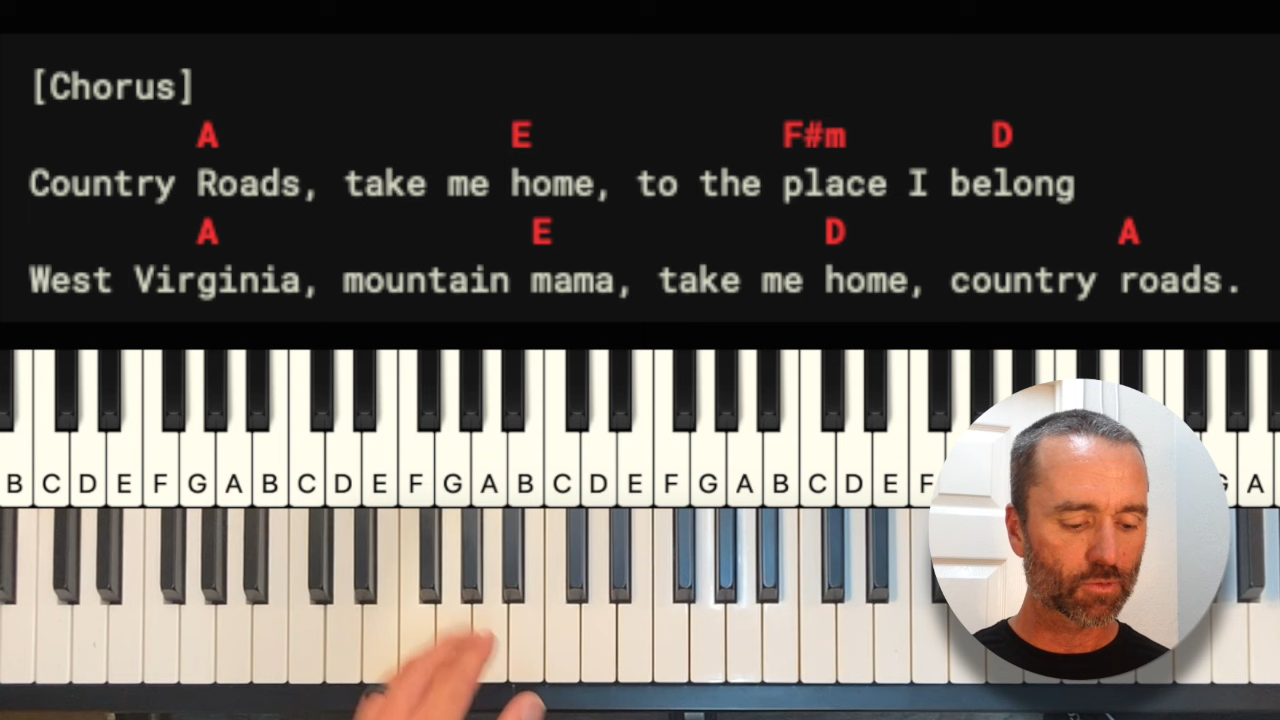 [Chorus]
A E F#m D
Country Roads, take me home, to the place I belong
A E D A
West Virginia, mountain mama, take me home, country roads.
B C D E F G A B C D E F G A B C D E F G A B C D E F G A